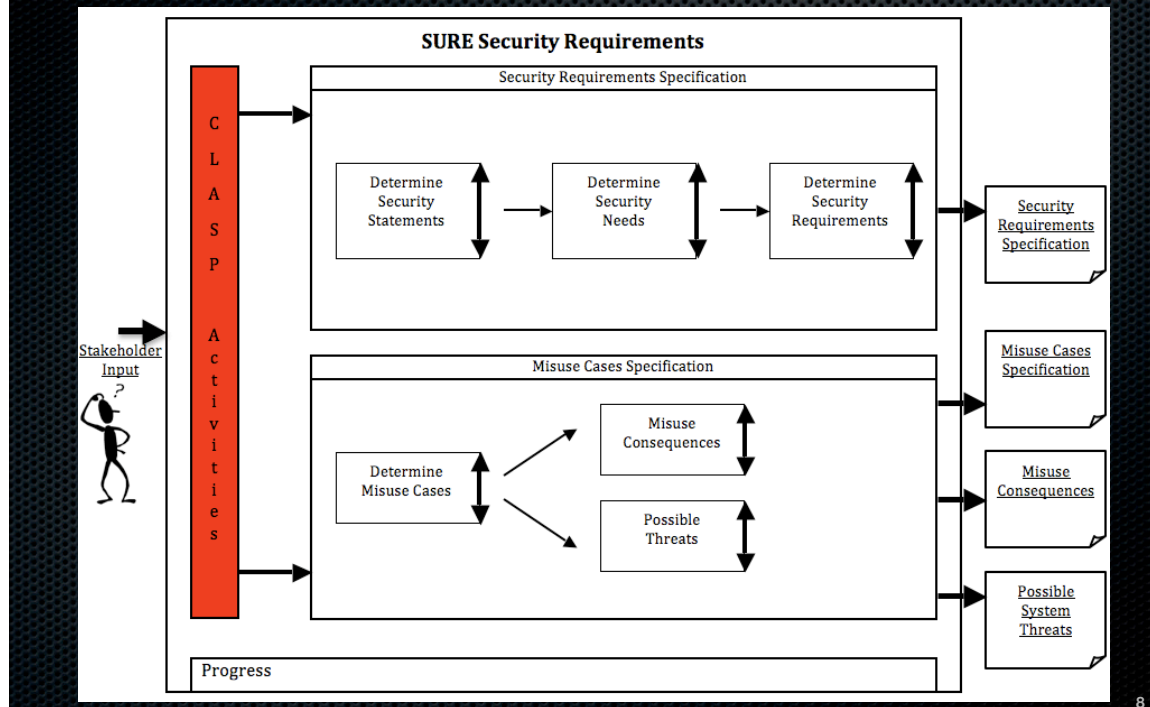 SURE Security Requirements
C
L
A
S
P
A
c
t
i
v
i
t
i
e
s
Security Requirements Specification
Determine
Security
Statements
Determine
Security
Needs
Determine
Security
Requirements
Security
Requirements
Specification
Stakeholder
Input
?
Misuse Cases Specification
Determine
Misuse Cases
Misuse
Consequences
Possible
Threats
Misuse Cases
Specification
Misuse
Consequences
Possible
System
Threats
Progress
8